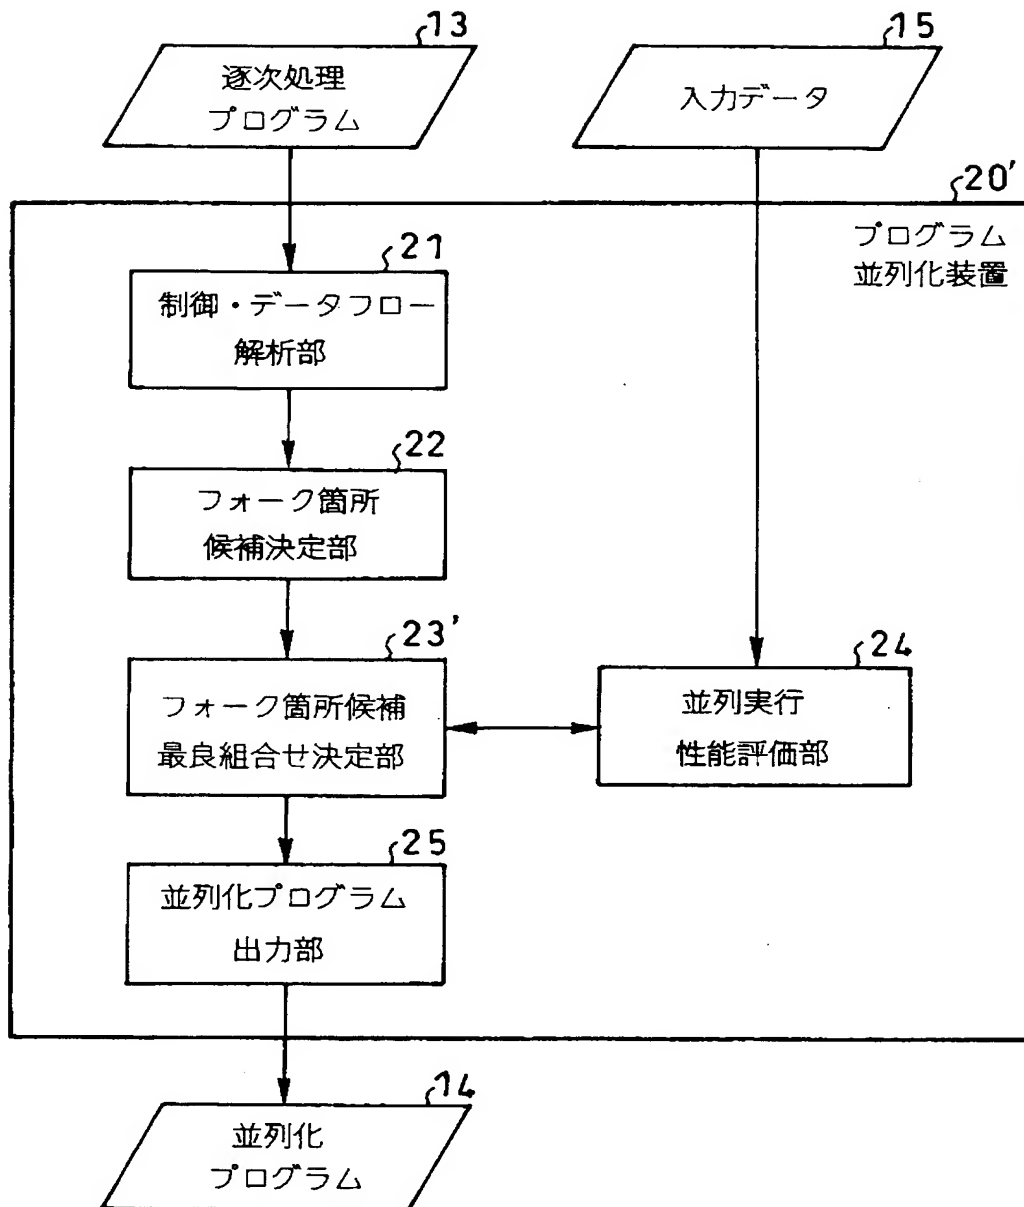 13
逐次処理
プログラム
15
入力データ
20'
プログラム
並列化装置
21
制御・データフロー
解析部
22
フォーク箇所
候補決定部
23'
フォーク箇所候補
最良組合せ決定部
24
並列実行
性能評価部
25
並列化プログラム
出力部
14
並列化
プログラム